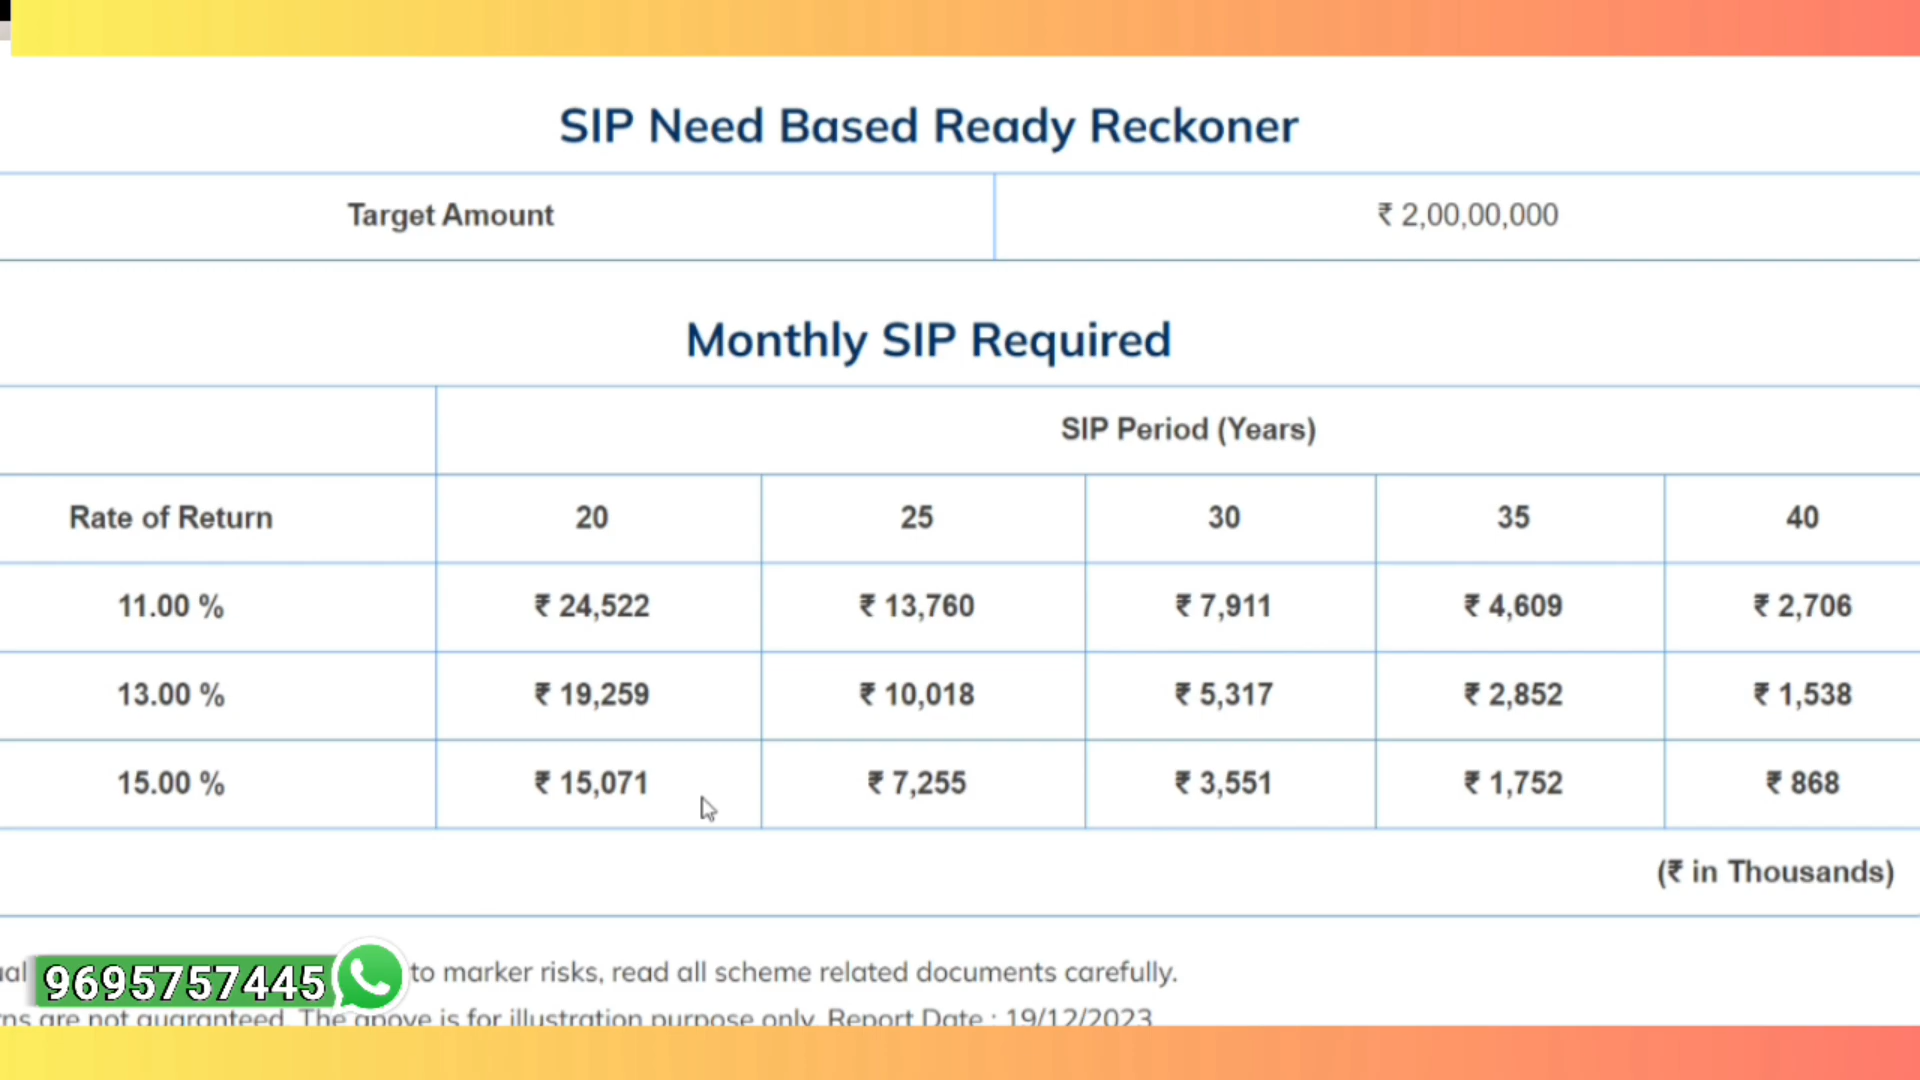 SIP Need Based Ready Reckoner
Target Amount ₹ 2,00,00,000
Monthly SIP Required
SIP Period (Years)
Rate of Return 20 25 30 35 40
11.00 % ₹ 24,522 ₹ 13,760 ₹ 7,911 ₹ 4,609 ₹ 2,706
13.00 % ₹ 19,259 ₹ 10,018 ₹ 5,317 ₹ 2,852 ₹ 1,538
15.00 % ₹ 15,071 ₹ 7,255 ₹ 3,551 ₹ 1,752 ₹ 868
(₹ in Thousands)
9695757445 to marker risks, read all scheme related documents carefully.
are not guaranteed. The above is for illustration purpose only. Report Date : 19/12/2023